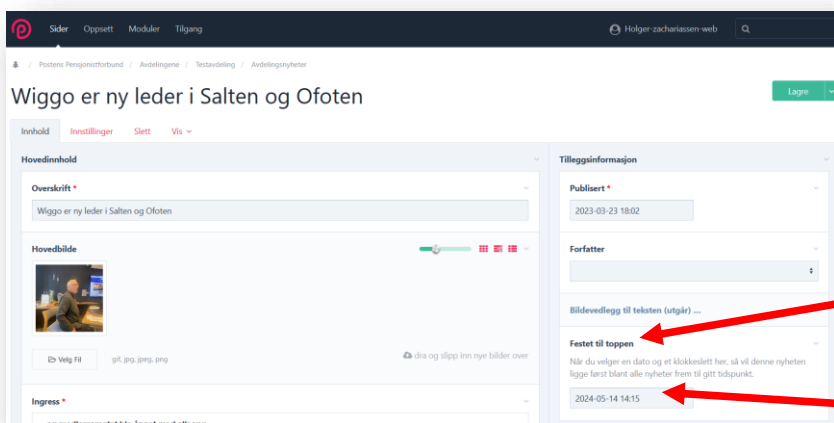 Sider Oppsett Moduler Tilgang Holger-zachariassen-web
/ Postens Pensjonistforbund / Avdelingene / Testavdeling / Avdelingsnyheter
Wiggo er ny leder i Salten og Ofoten
Lagre
Innhold Innstillinger Slett Vis
Hovedinnhold
Overskrift *
Wiggo er ny leder i Salten og Ofoten
Hovedbilde
Velg Fil gif, jpg, jpeg, png
dra og slipp inn nye bilder over
Ingress *
Tilleggsinformasjon
Publisert *
2023-03-23 18:02
Forfatter
Bildevedlegg til teksten (utgår) ...
Festet til toppen
Når du velger en dato og et klokkeslett her, så vil denne nyheten
ligge først blant alle nyheter frem til gitt tidspunkt.
2024-05-14 14:15